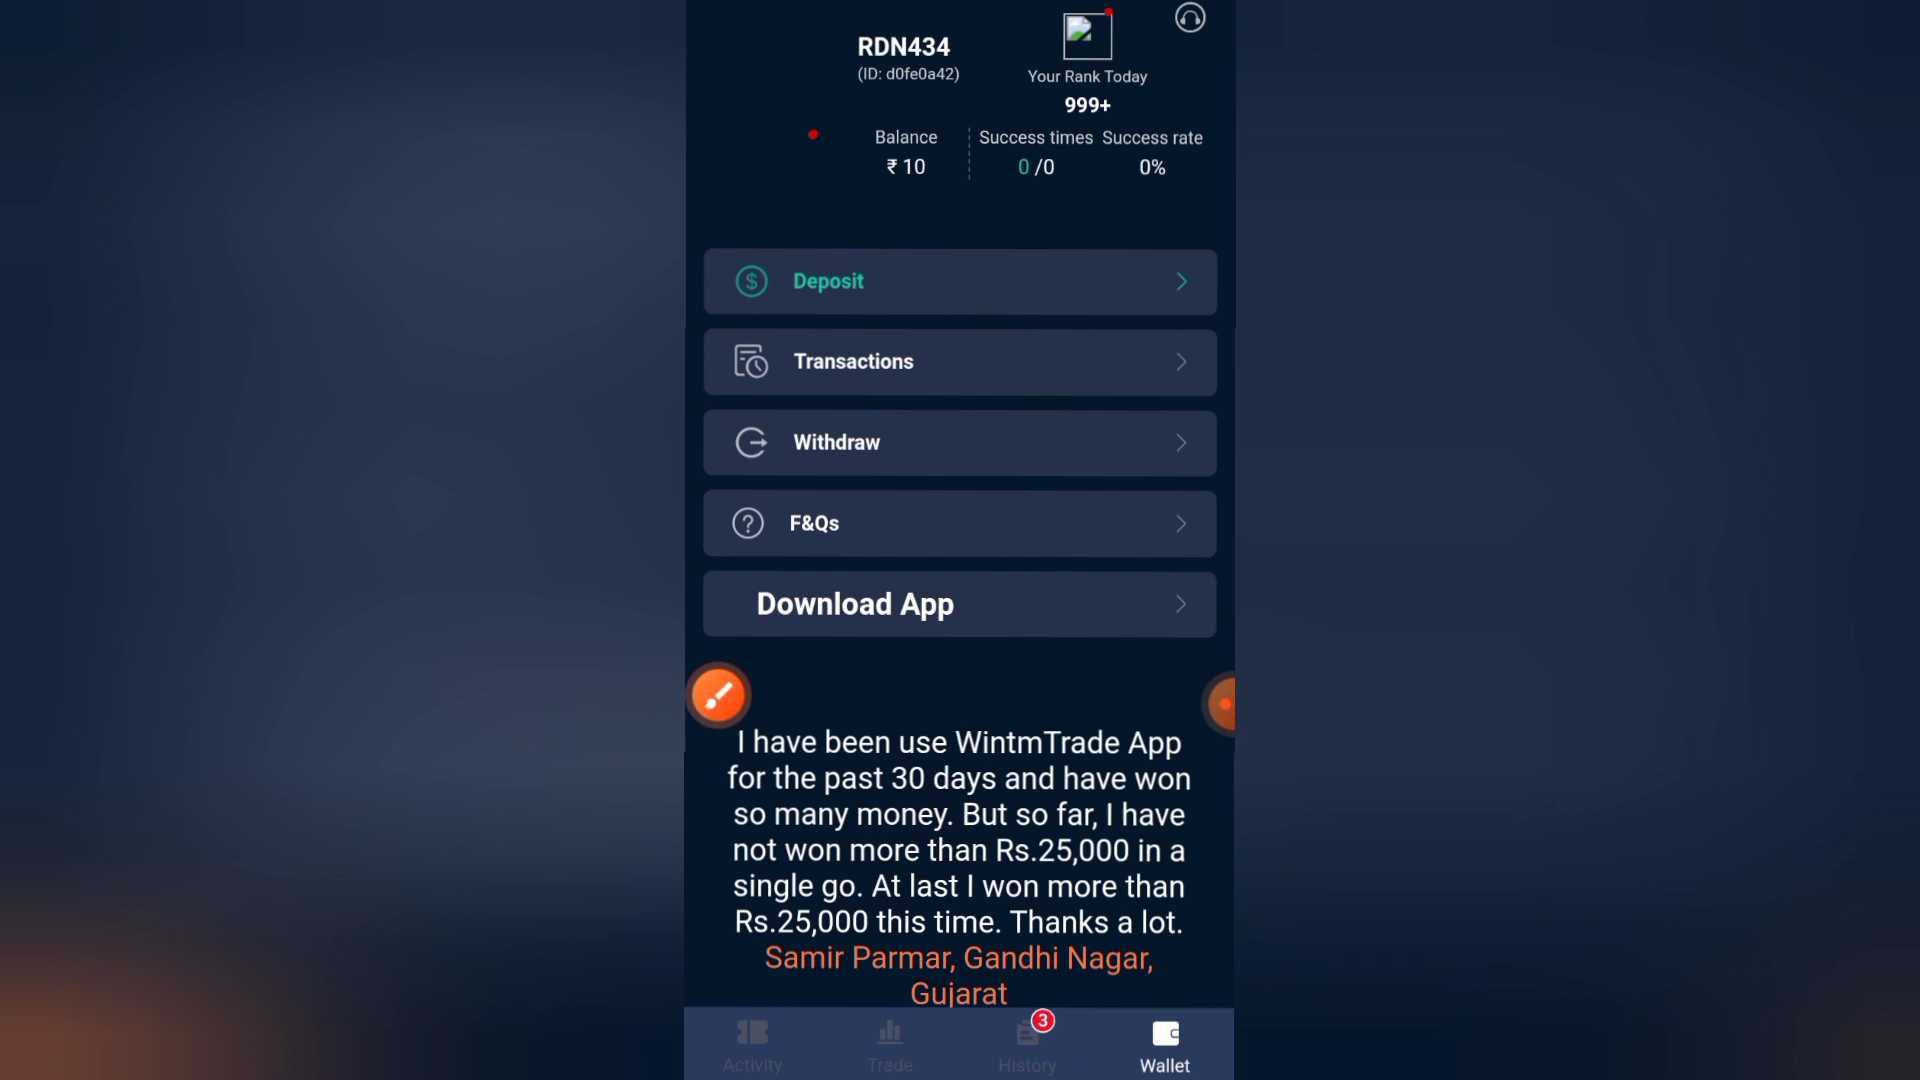 RDN434
(ID: d0fe0a42)
Your Rank Today
999+
Balance
₹ 10
Success times
0 /0
Success rate
0%
Deposit
Transactions
Withdraw
F&Qs
Download App
I have been use WintmTrade App
for the past 30 days and have won
so many money. But so far, I have
not won more than Rs.25,000 in a
single go. At last I won more than
Rs.25,000 this time. Thanks a lot.
Samir Parmar, Gandhi Nagar,
Gujarat
Activity
Trade
3
History
Wallet